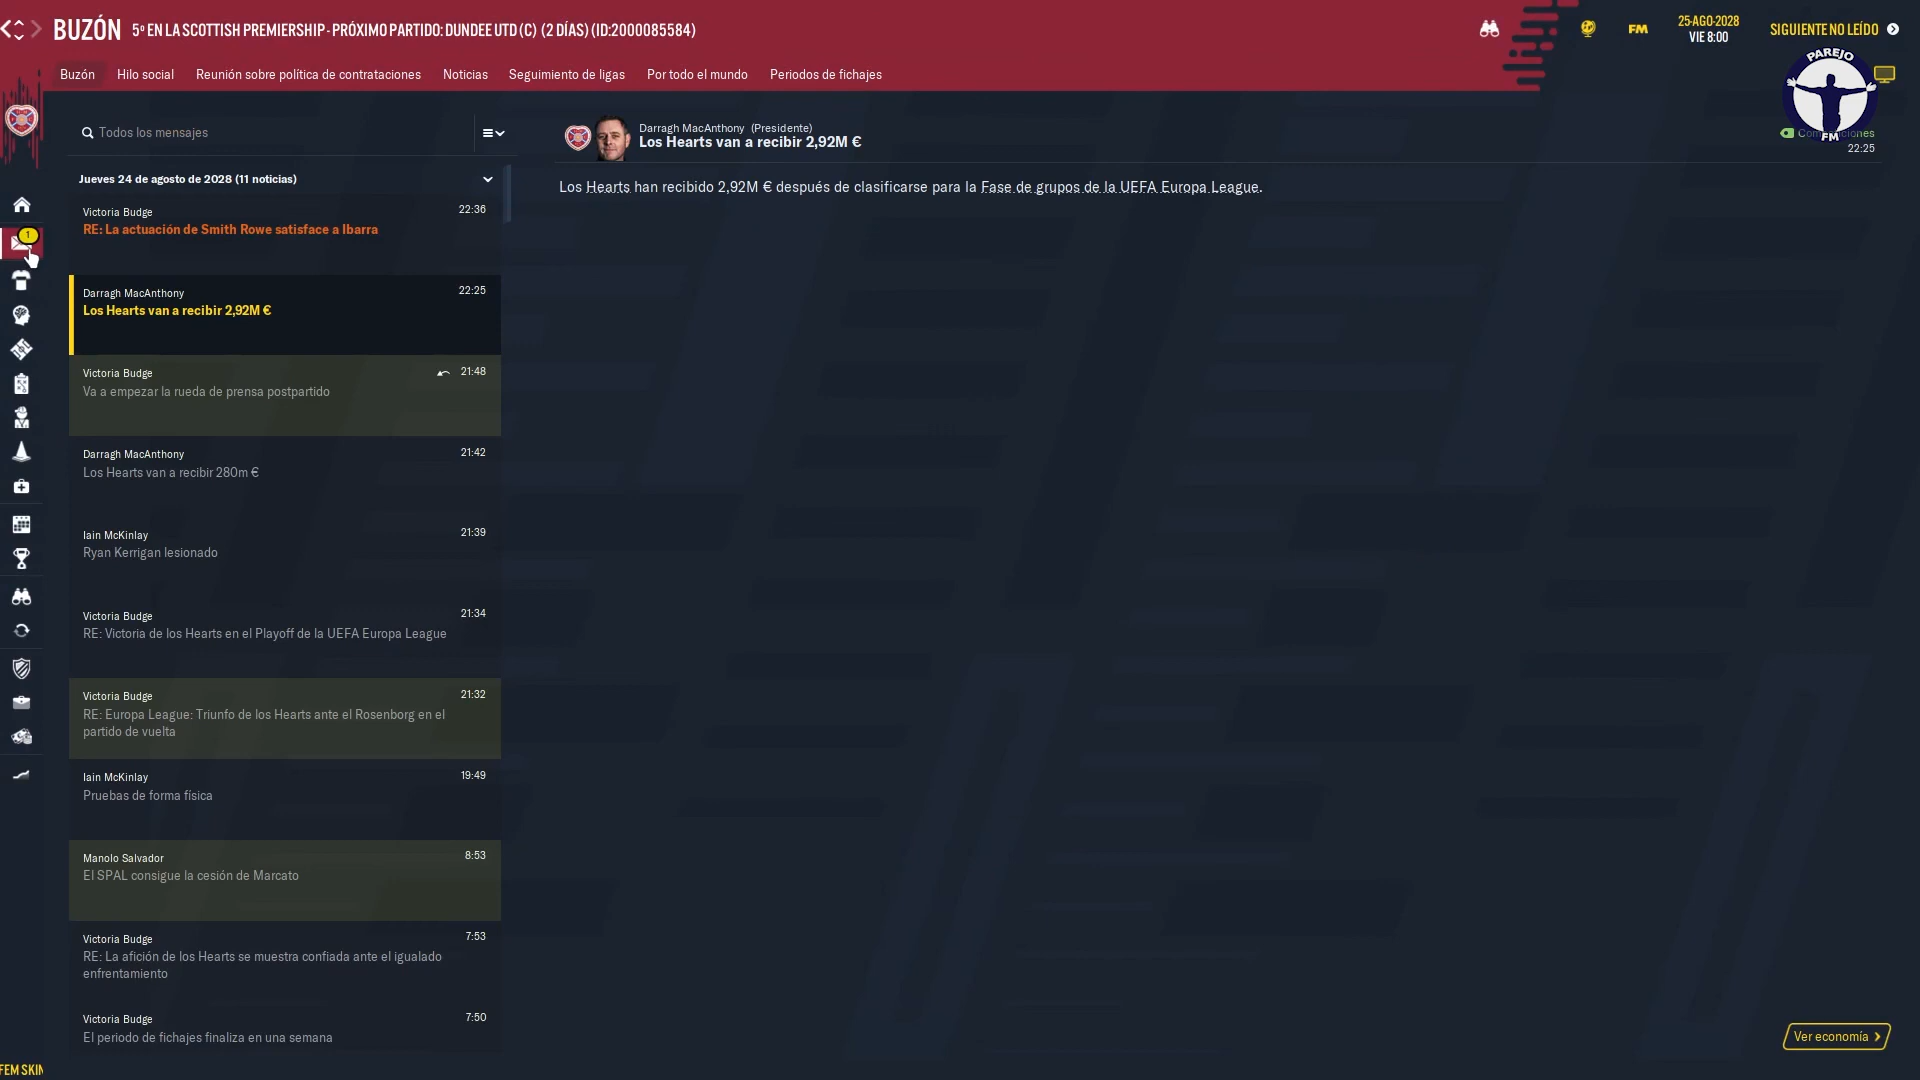 BUZÓN
5º EN LA SCOTTISH PREMIERSHIP - PRÓXIMO PARTIDO: DUNDEE UTD (C) (2 DÍAS) (ID:2000085584)
FM
25-AGO-2028
VIE 8:00
SIGUIENTE NO LEÍDO
Buzón
Hilo social
Reunión sobre política de contrataciones
Noticias
Seguimiento de ligas
Por todo el mundo
Periodos de fichajes
PAREJO
FM
22:25
Todos los mensajes
Darragh MacAnthony (Presidente)
Los Hearts van a recibir 2,92M €
Los Hearts han recibido 2,92M € después de clasificarse para la Fase de grupos de la UEFA Europa League.
Jueves 24 de agosto de 2028 (11 noticias)
Victoria Budge 22:36
RE: La actuación de Smith Rowe satisface a Ibarra
1
Darragh MacAnthony 22:25
Los Hearts van a recibir 2,92M €
Victoria Budge 21:48
Va a empezar la rueda de prensa postpartido
Darragh MacAnthony 21:42
Los Hearts van a recibir 280m €
Iain McKinlay 21:39
Ryan Kerrigan lesionado
Victoria Budge 21:34
RE: Victoria de los Hearts en el Playoff de la UEFA Europa League
Victoria Budge 21:32
RE: Europa League: Triunfo de los Hearts ante el Rosenborg en el
partido de vuelta
Iain McKinlay 19:49
Pruebas de forma física
Manolo Salvador 8:53
El SPAL consigue la cesión de Marcato
Victoria Budge 7:53
RE: La afición de los Hearts se muestra confiada ante el igualado
enfrentamiento
Victoria Budge 7:50
El periodo de fichajes finaliza en una semana
Ver economía
FEM SKIN